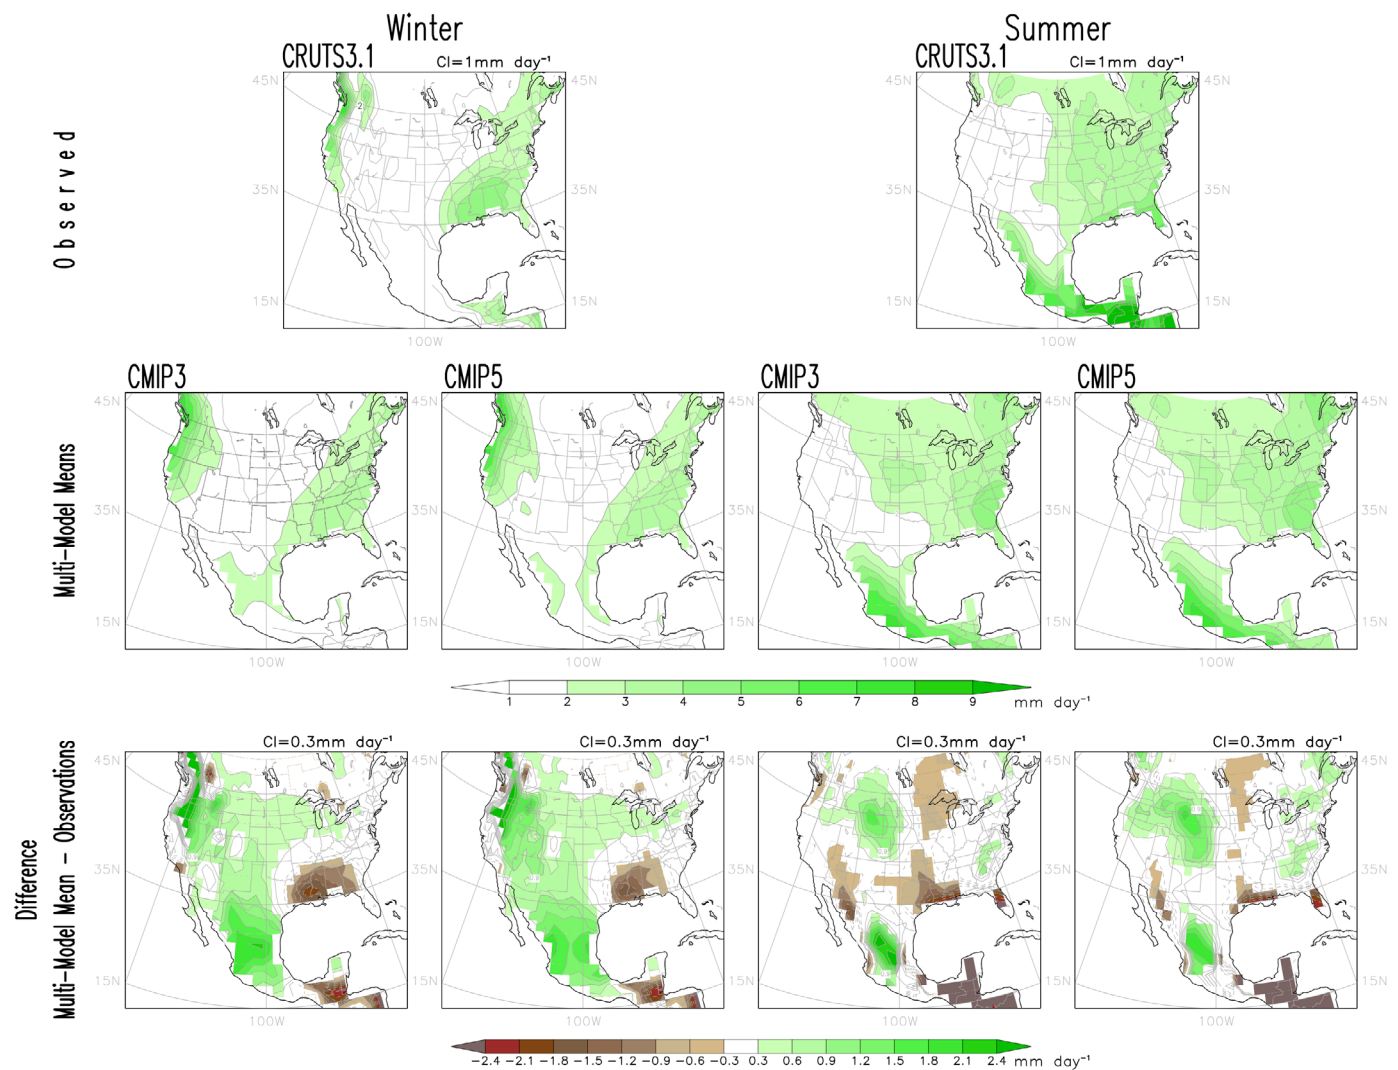 Winter
Summer
CRUTS3.1
CI=1mm day⁻¹
CRUTS3.1
CI=1mm day⁻¹
45N
45N
45N
45N
35N
35N
35N
35N
15N
15N
15N
15N
100W
100W
Observed
CMIP3
CMIP5
CMIP3
CMIP5
45N
45N
45N
45N
45N
35N
35N
35N
35N
35N
15N
15N
15N
15N
15N
100W
100W
100W
100W
Multi-Model Means
1 2 3 4 5 6 7 8 9 mm day⁻¹
CI=0.3mm day⁻¹
CI=0.3mm day⁻¹
CI=0.3mm day⁻¹
CI=0.3mm day⁻¹
45N
45N
45N
45N
45N
35N
35N
35N
35N
35N
15N
15N
15N
15N
15N
100W
100W
100W
100W
Difference
Multi-Model Mean - Observations
-2.4 -2.1 -1.8 -1.5 -1.2 -0.9 -0.6 -0.3 0.3 0.6 0.9 1.2 1.5 1.8 2.1 2.4 mm day⁻¹